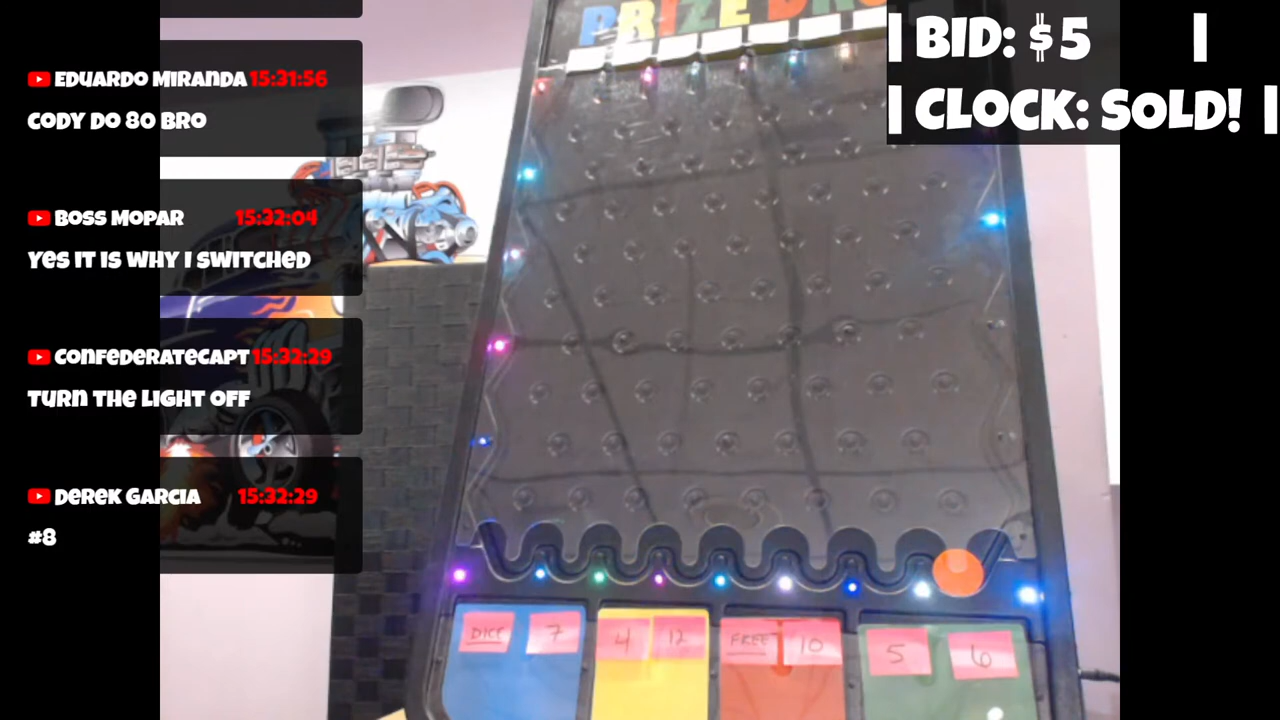 PRIZE DRO
| BID: $5 |
| CLOCK: SOLD! |
EDUARDO MIRANDA 15:31:56
CODY DO 80 BRO
BOSS MOPAR 15:32:04
YES IT IS WHY I SWITCHED
CONFEDERATECAPT 15:32:29
TURN THE LIGHT OFF
DEREK GARCIA 15:32:29
#8
DICE 7 4 12 FREE 10 5 6